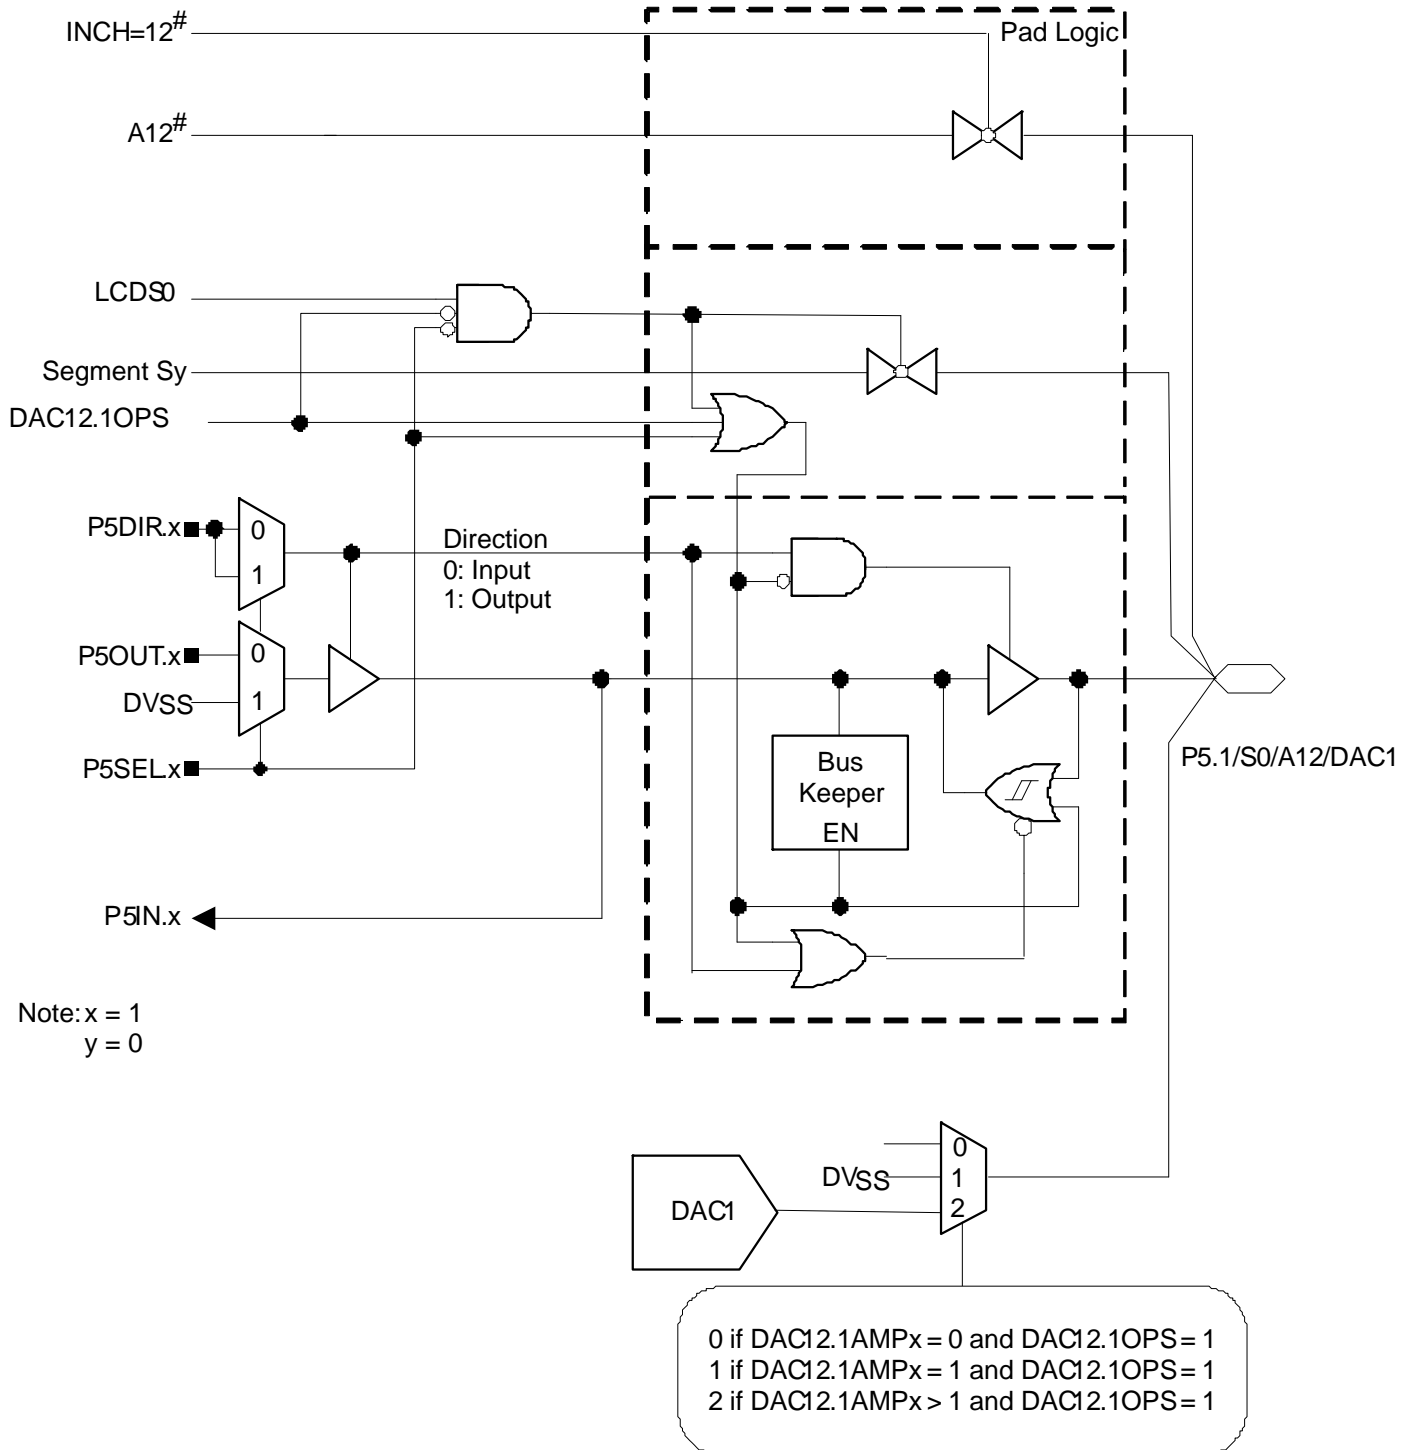 INCH=12#
Pad Logic
A12#
LCDS0
Segment Sy
DAC12.1OPS
P5DIR.x
0
1
Direction
0: Input
1: Output
P5OUT.x
0
DVSS
1
P5SEL.x
Bus
Keeper
EN
P5.1/S0/A12/DAC1
P5IN.x
Note: x = 1
y = 0
0
DVSS
1
2
DAC1
0 if DAC12.1AMPx = 0 and DAC12.1OPS = 1
1 if DAC12.1AMPx = 1 and DAC12.1OPS = 1
2 if DAC12.1AMPx > 1 and DAC12.1OPS = 1